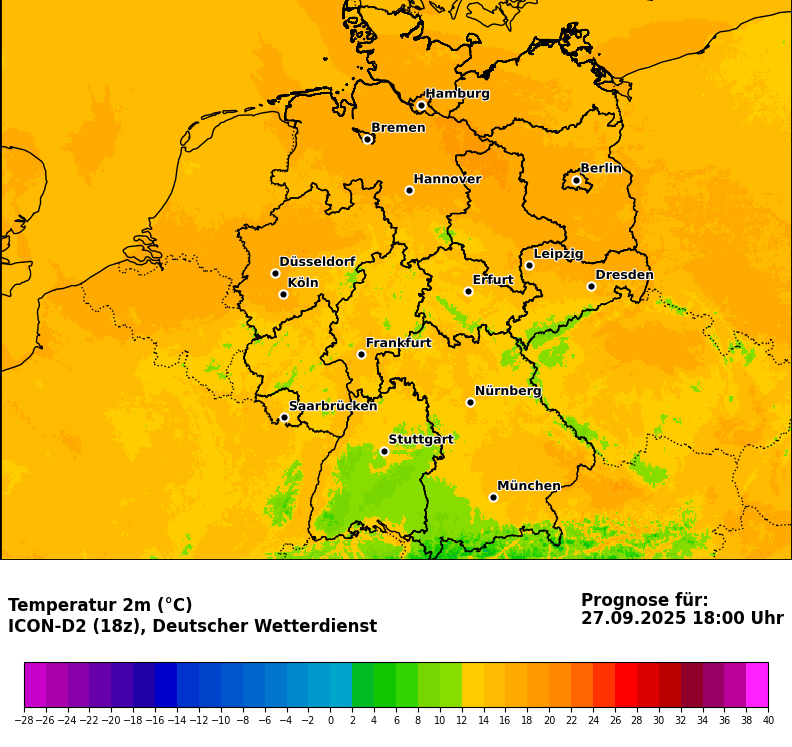 Hamburg
Bremen
Berlin
Hannover
Leipzig
Düsseldorf
Dresden
Köln
Erfurt
Frankfurt
Nürnberg
Saarbrücken
Stuttgart
München
Temperatur 2m (°C)
ICON-D2 (18z), Deutscher Wetterdienst
Prognose für:
27.09.2025 18:00 Uhr
−28 −26 −24 −22 −20 −18 −16 −14 −12 −10 −8 −6 −4 −2 0 2 4 6 8 10 12 14 16 18 20 22 24 26 28 30 32 34 36 38 40